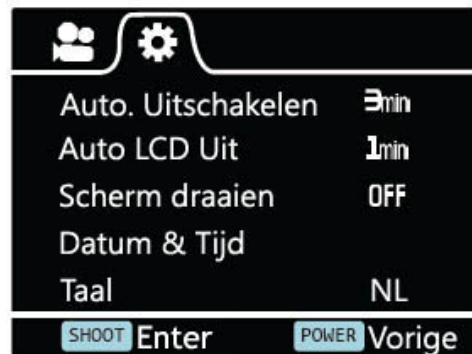 Auto. Uitschakelen 3min
Auto LCD Uit 1min
Scherm draaien OFF
Datum & Tijd
Taal NL
SHOOT Enter POWER Vorige